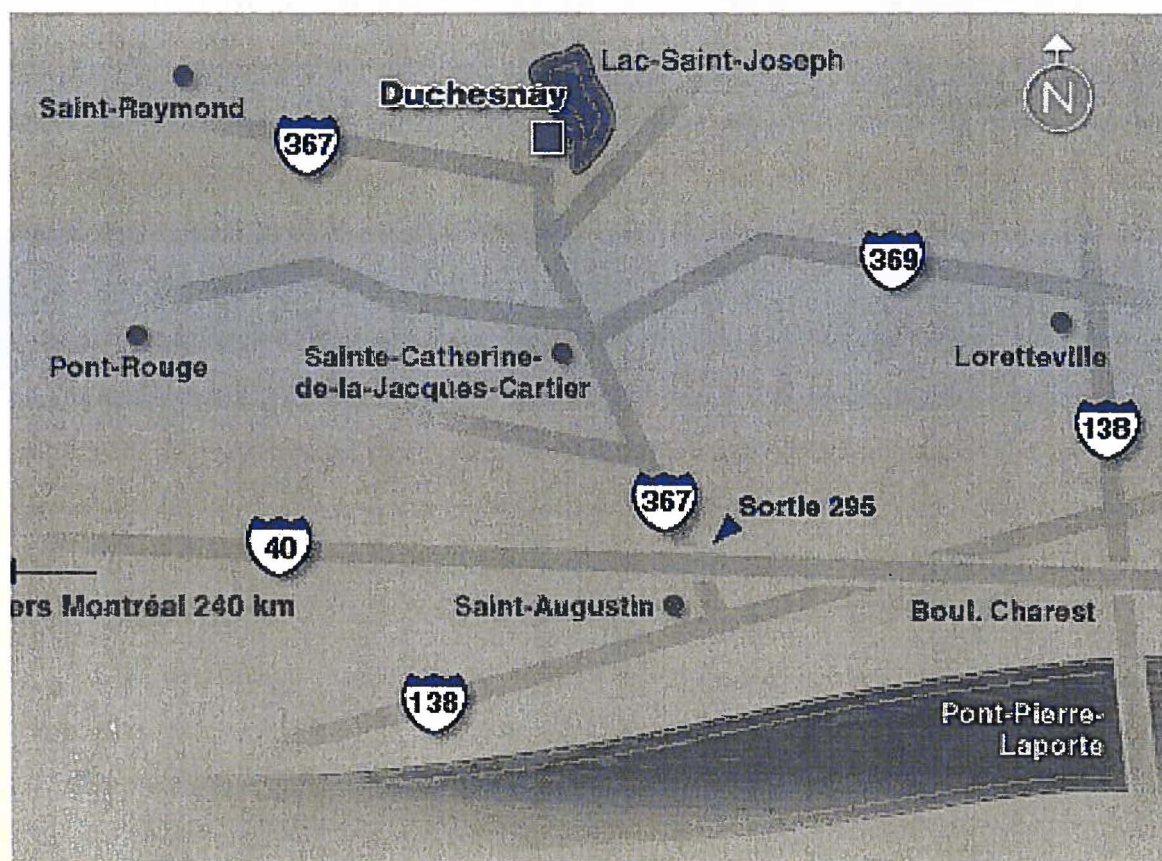 Lac-Saint-Joseph
Duchesnay
Saint-Raymond
N
367
369
Pont-Rouge
Sainte-Catherine-
de-la-Jacques-Cartier
Loretteville
138
367
Sortie 295
40
ers Montréal 240 km
Saint-Augustin
Boul. Charest
138
Pont-Pierre-
Laporte